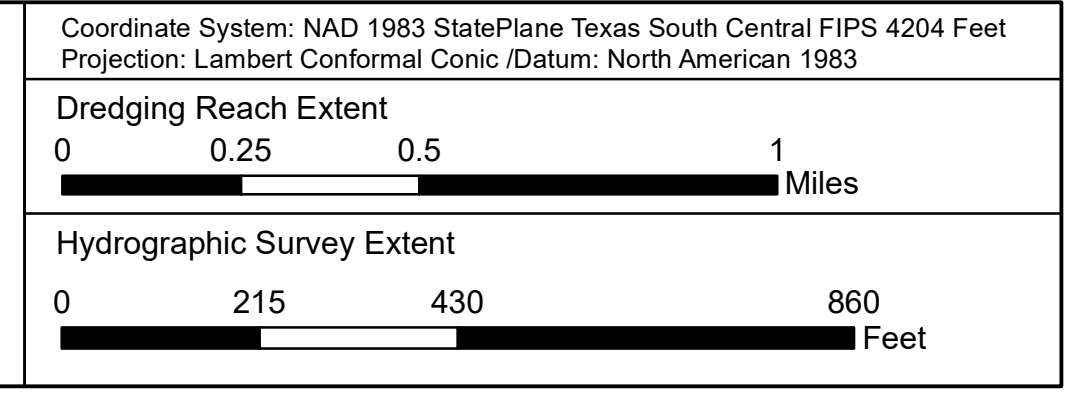 Coordinate System: NAD 1983 StatePlane Texas South Central FIPS 4204 Feet
Projection: Lambert Conformal Conic /Datum: North American 1983
Dredging Reach Extent
0 0.25 0.5 1
Miles
Hydrographic Survey Extent
0 215 430 860
Feet